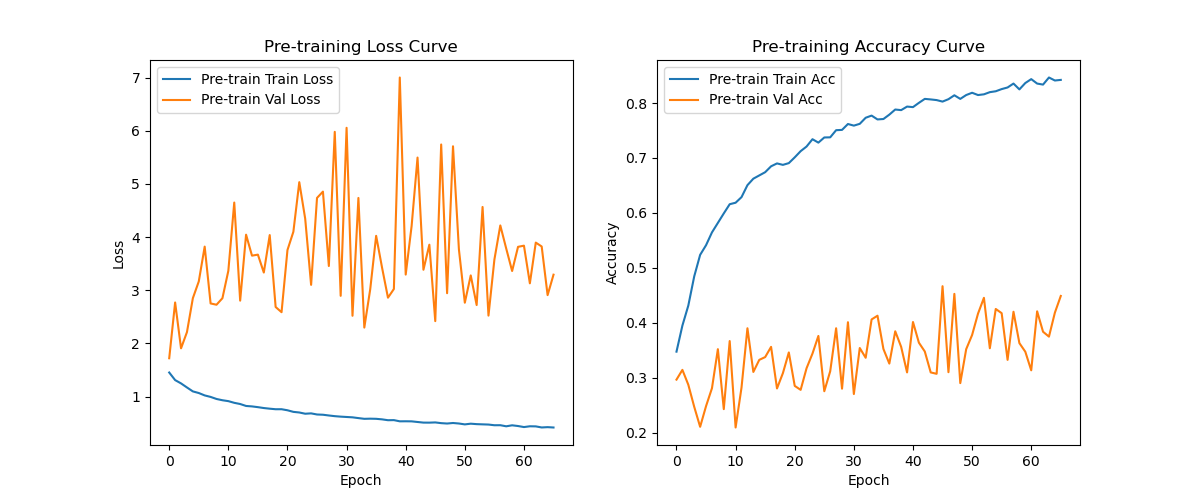 Pre-training Loss Curve
Pre-train Train Loss
Pre-train Val Loss
7
6
5
4
3
2
1
Loss
0 10 20 30 40 50 60
Epoch
Pre-training Accuracy Curve
Pre-train Train Acc
Pre-train Val Acc
0.8
0.7
0.6
0.5
0.4
0.3
0.2
Accuracy
0 10 20 30 40 50 60
Epoch